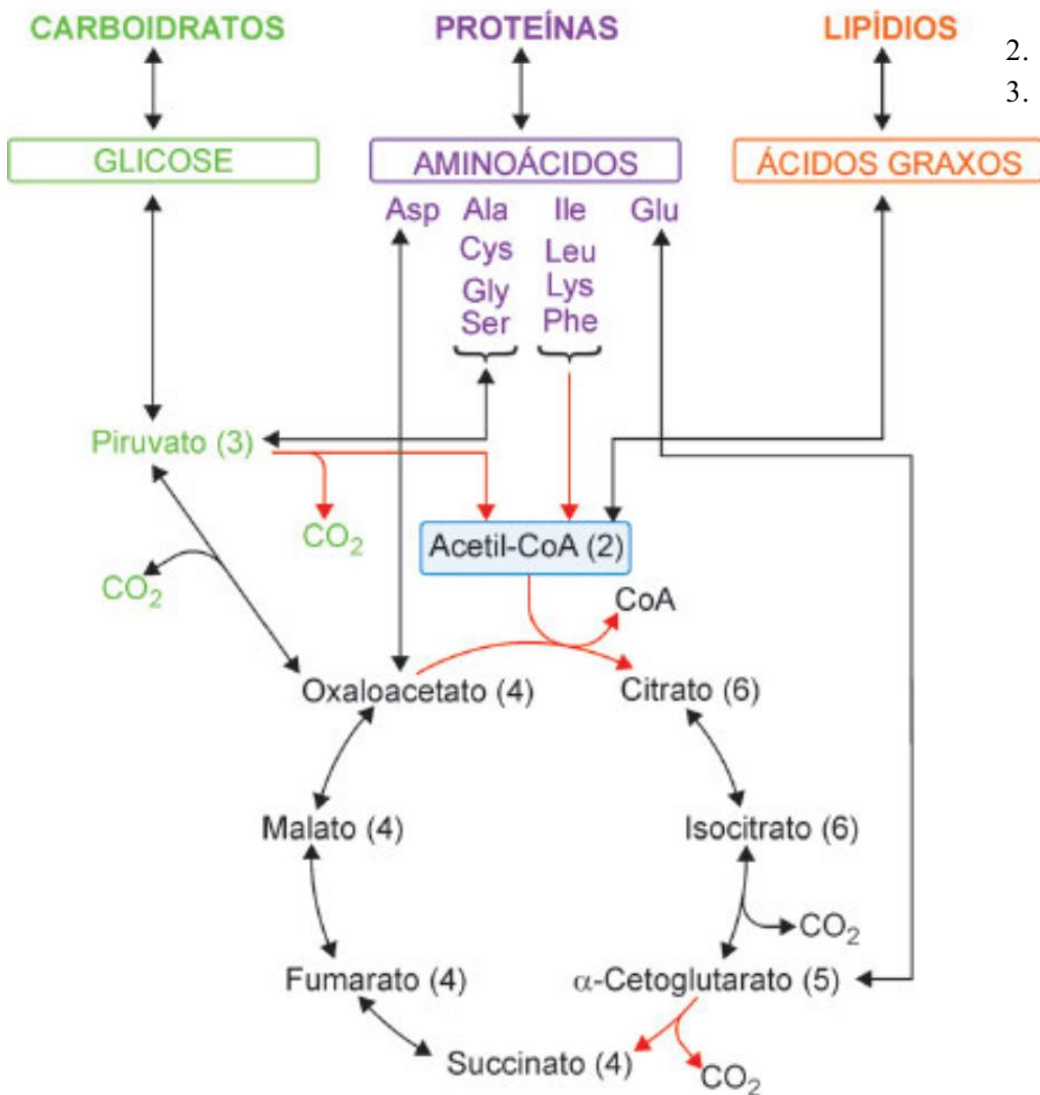 CARBOIDRATOS PROTEÍNAS LIPÍDIOS
2.
3.
GLICOSE AMINOÁCIDOS ÁCIDOS GRAXOS
Asp Ala Ile Glu
Cys Leu
Gly Lys
Ser Phe
Piruvato (3)
CO₂
Acetil-CoA (2)
CO₂
CoA
Oxaloacetato (4) Citrato (6)
Malato (4) Isocitrato (6)
CO₂
Fumarato (4) α-Cetoglutarato (5)
Succinato (4) CO₂